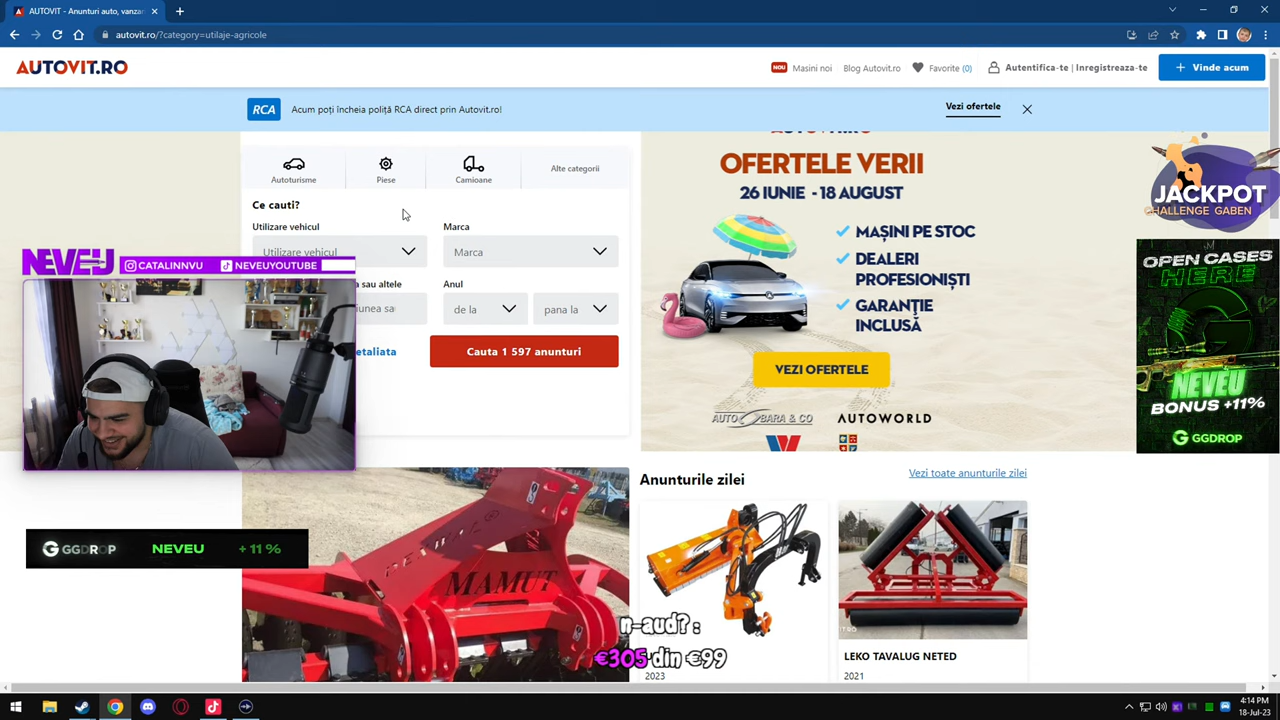 AUTOVIT - Anunturi auto, vanzar
autovit.ro/?category=utilaje-agricole
AUTOVIT.RO
NOU Masini noi
Blog Autovit.ro
Favorite (0)
Autentifica-te | Inregistreaza-te
+ Vinde acum
RCA
Acum poți încheia poliță RCA direct prin Autovit.ro!
Vezi ofertele
Autoturisme
Piese
Camioane
Alte categorii
Ce cauti?
Utilizare vehicul
Marca
Utilizare vehicul
Marca
sau altele
Anul
de la
pana la
etaliata
Cauta 1 597 anunturi
OFERTELE VERII
26 IUNIE - 18 AUGUST
MAȘINI PE STOC
DEALERI
PROFESIONIȘTI
GARANȚIE
INCLUSĂ
VEZI OFERTELE
AUTO BARA & CO
AUTOWORLD
JACKPOT
CHALLENGE GABEN
OPEN CASES
HERE
NEVEU
BONUS +11%
GGDROP
NEVEU
CATALINNVU
NEVEUYOUTUBE
GGDROP
NEVEU
+ 11 %
MAMUT
Anunturile zilei
Vezi toate anunturile zilei
2023
LEKO TAVALUG NETED
2021
n-aud? :
€305 din €99
4:14 PM
18-Jul-23